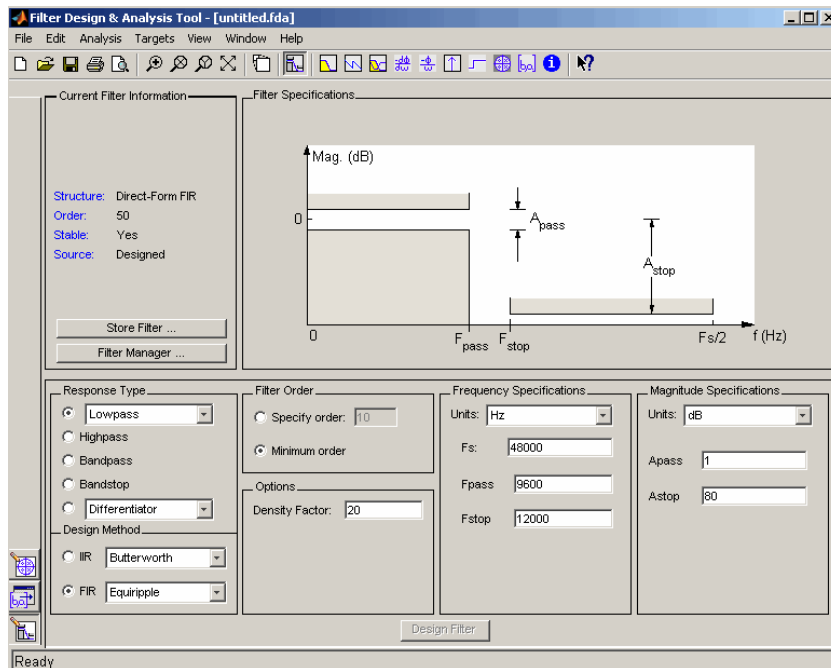 Filter Design & Analysis Tool - [untitled.fda]
File Edit Analysis Targets View Window Help
Current Filter Information
Structure: Direct-Form FIR
Order: 50
Stable: Yes
Source: Designed
Store Filter ...
Filter Manager ...
Filter Specifications
Mag. (dB)
0
A pass
A stop
0
F pass
F stop
Fs/2
f (Hz)
Response Type
Lowpass
Highpass
Bandpass
Bandstop
Differentiator
Design Method
IIR Butterworth
FIR Equiripple
Filter Order
Specify order: 10
Minimum order
Options
Density Factor: 20
Frequency Specifications
Units: Hz
Fs: 48000
Fpass 9600
Fstop 12000
Magnitude Specifications
Units: dB
Apass 1
Astop 80
Design Filter
Ready